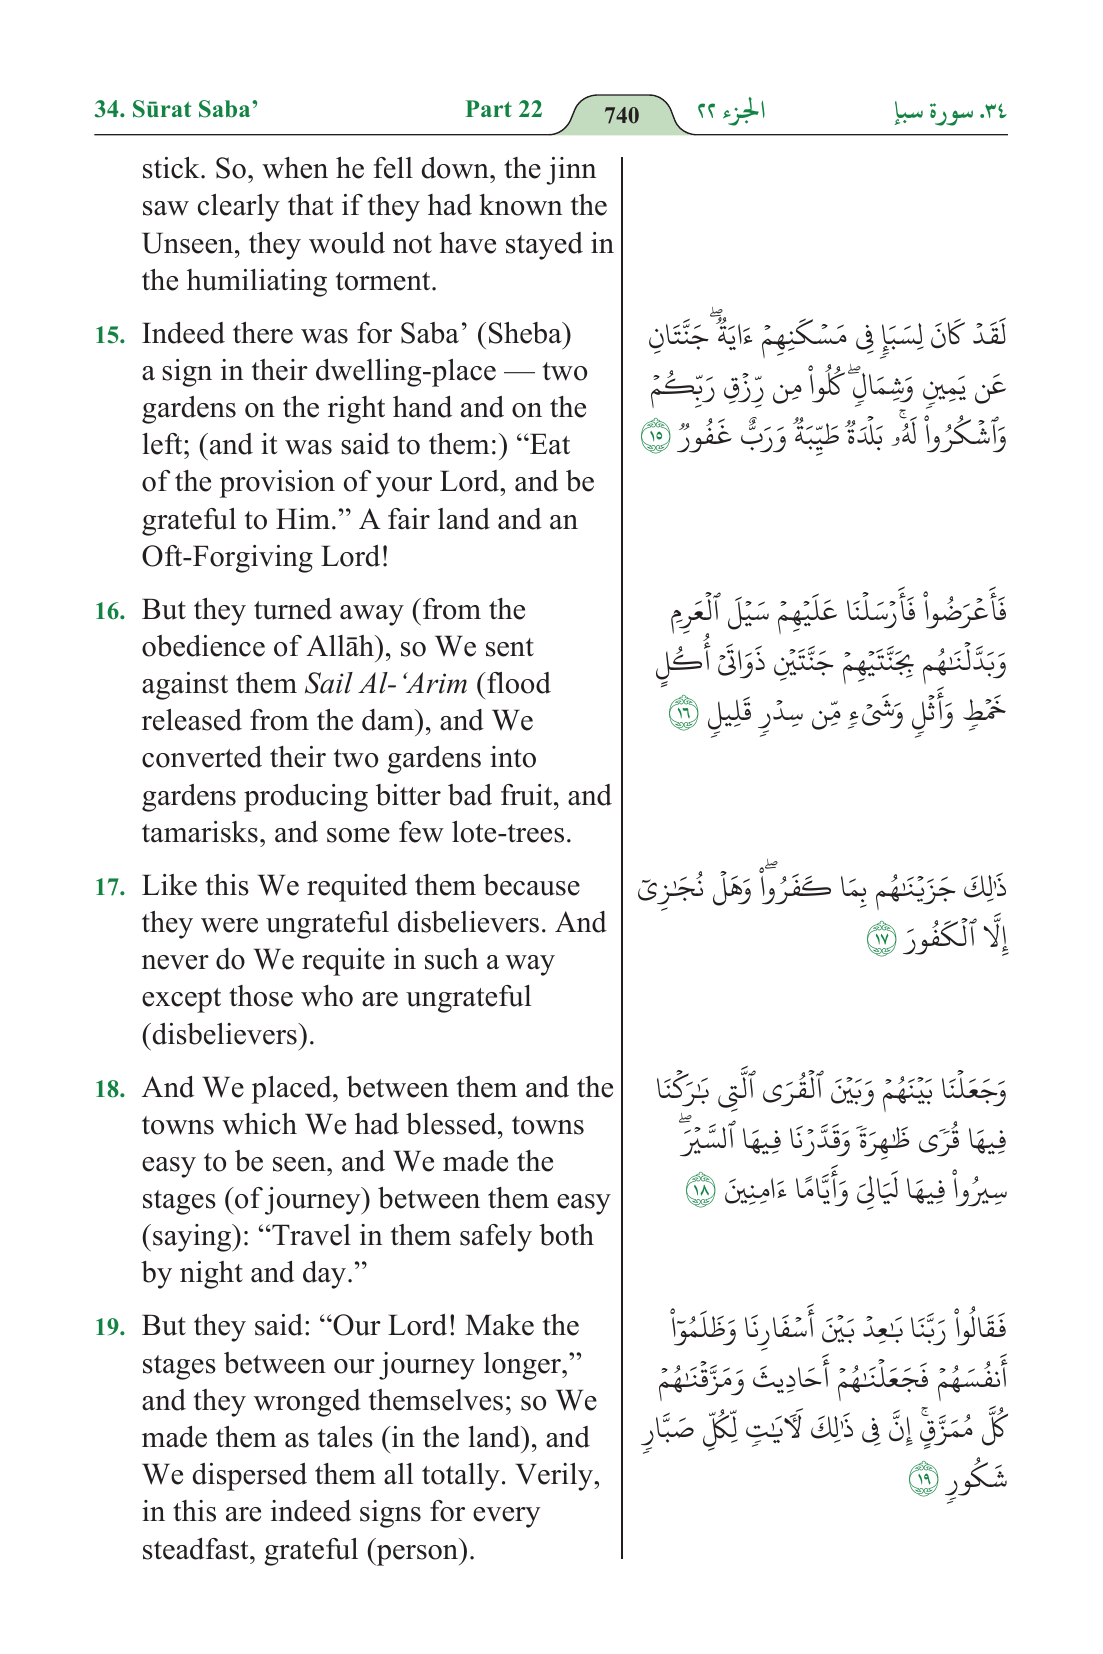 34. Sūrat Saba’
Part 22
740
الجزء ٢٢
٣٤. سورة سبإ
stick. So, when he fell down, the jinn
saw clearly that if they had known the
Unseen, they would not have stayed in
the humiliating torment.
15. Indeed there was for Saba’ (Sheba)
a sign in their dwelling-place — two
gardens on the right hand and on the
left; (and it was said to them:) “Eat
of the provision of your Lord, and be
grateful to Him.” A fair land and an
Oft-Forgiving Lord!
16. But they turned away (from the
obedience of Allāh), so We sent
against them Sail Al-‘Arim (flood
released from the dam), and We
converted their two gardens into
gardens producing bitter bad fruit, and
tamarisks, and some few lote-trees.
17. Like this We requited them because
they were ungrateful disbelievers. And
never do We requite in such a way
except those who are ungrateful
(disbelievers).
18. And We placed, between them and the
towns which We had blessed, towns
easy to be seen, and We made the
stages (of journey) between them easy
(saying): “Travel in them safely both
by night and day.”
19. But they said: “Our Lord! Make the
stages between our journey longer,”
and they wronged themselves; so We
made them as tales (in the land), and
We dispersed them all totally. Verily,
in this are indeed signs for every
steadfast, grateful (person).
لَقَدۡ كَانَ لِسَبَإٖ فِي مَسۡكَنِهِمۡ ءَايَةٞۖ جَنَّتَانِ
عَن يَمِينٖ وَشِمَالٖۖ كُلُواْ مِن رِّزۡقِ رَبِّكُمۡ
وَٱشۡكُرُواْ لَهُۥۚ بَلۡدَةٞ طَيِّبَةٞ وَرَبٌّ غَفُورٞ ١٥
فَأَعۡرَضُواْ فَأَرۡسَلۡنَا عَلَيۡهِمۡ سَيۡلَ ٱلۡعَرِمِ
وَبَدَّلۡنَٰهُم بِجَنَّتَيۡهِمۡ جَنَّتَيۡنِ ذَوَاتَيۡ أُكُلٍ
خَمۡطٖ وَأَثۡلٖ وَشَيۡءٖ مِّن سِدۡرٖ قَلِيلٖ ١٦
ذَٰلِكَ جَزَيۡنَٰهُم بِمَا كَفَرُواْۖ وَهَلۡ نُجَٰزِيٓ
إِلَّا ٱلۡكَفُورَ ١٧
وَجَعَلۡنَا بَيۡنَهُمۡ وَبَيۡنَ ٱلۡقُرَى ٱلَّتِي بَٰرَكۡنَا
فِيهَا قُرٗى ظَٰهِرَةٗ وَقَدَّرۡنَا فِيهَا ٱلسَّيۡرَۖ
سِيرُواْ فِيهَا لَيَالِيَ وَأَيَّامًا ءَامِنِينَ ١٨
فَقَالُواْ رَبَّنَا بَٰعِدۡ بَيۡنَ أَسۡفَارِنَا وَظَلَمُوٓاْ
أَنفُسَهُمۡ فَجَعَلۡنَٰهُمۡ أَحَادِيثَ وَمَزَّقۡنَٰهُمۡ
كُلَّ مُمَزَّقٍۚ إِنَّ فِي ذَٰلِكَ لَأٓيَٰتٖ لِّكُلِّ صَبَّارٖ
شَكُورٖ ١٩